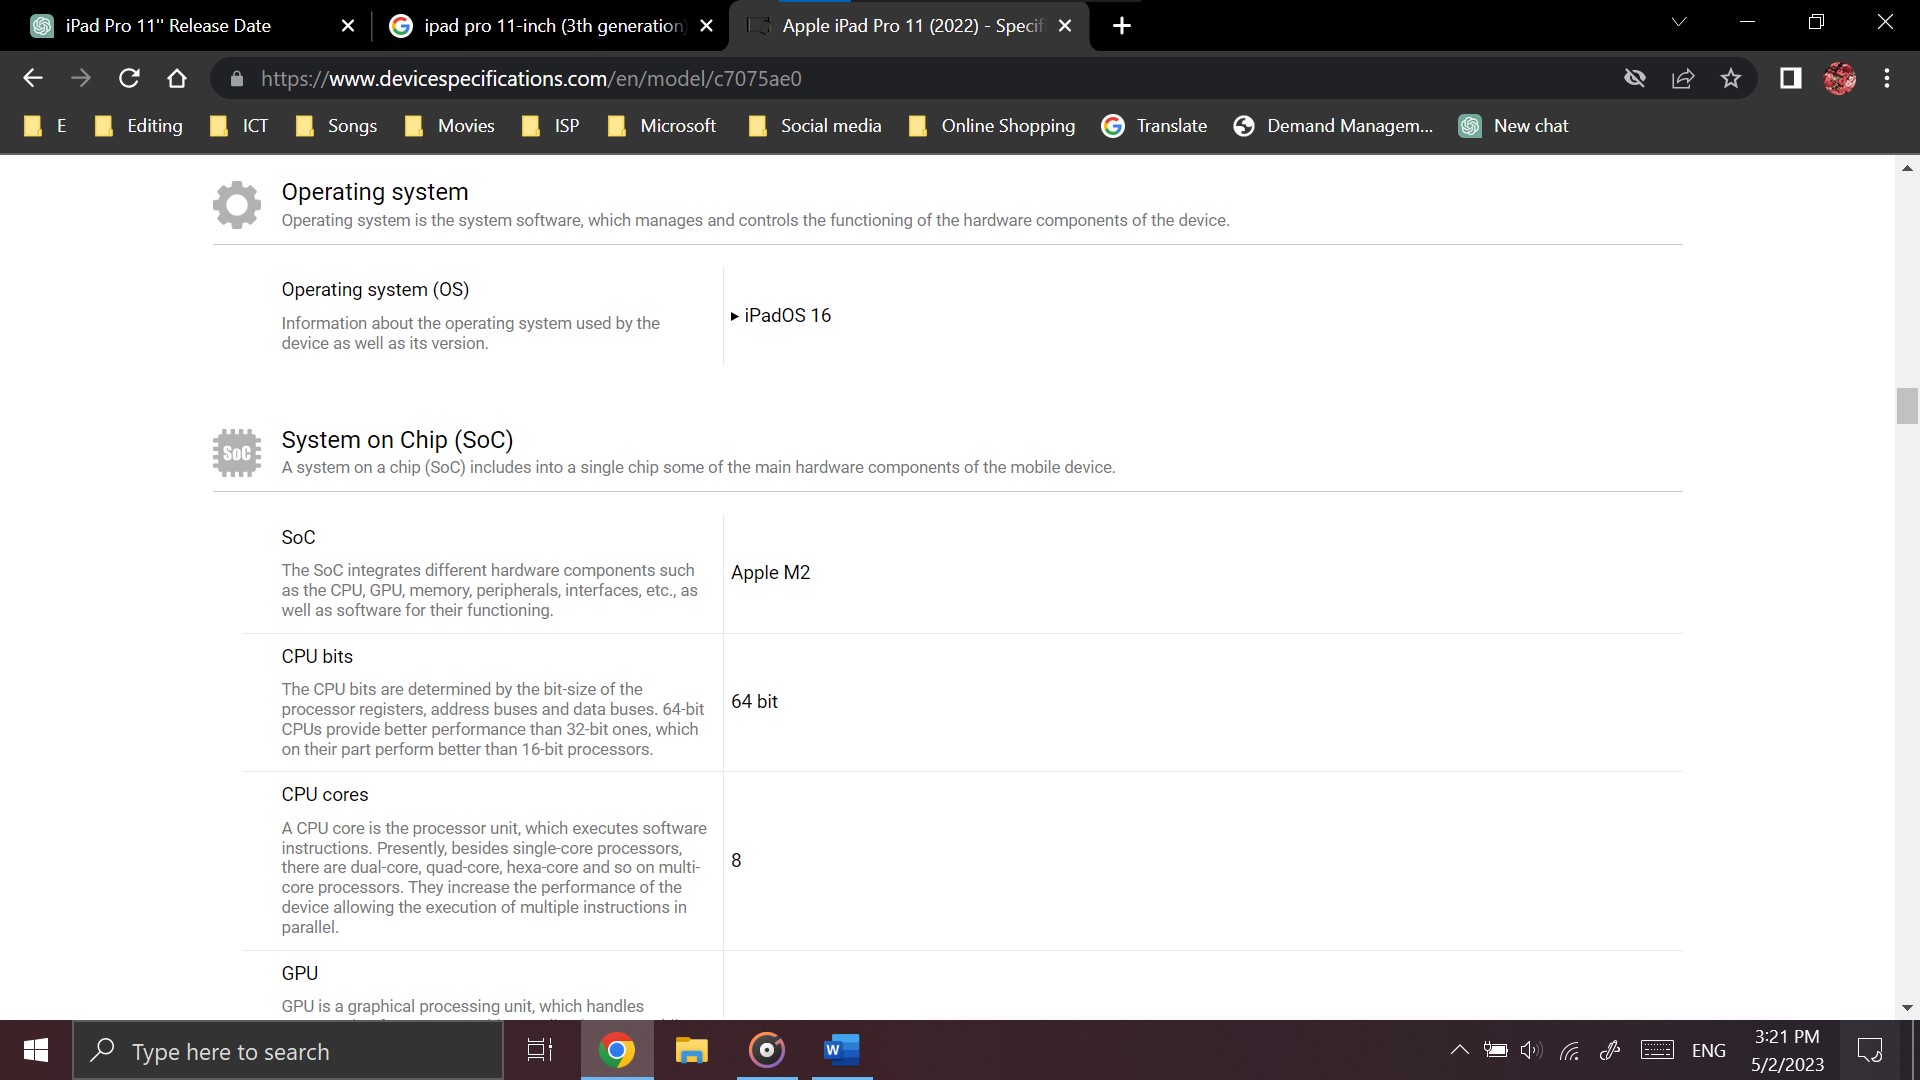 iPad Pro 11" Release Date
ipad pro 11-inch (3th generation)
Apple iPad Pro 11 (2022) - Specif
https://www.devicespecifications.com/en/model/c7075ae0
E Editing ICT Songs Movies ISP Microsoft Social media Online Shopping Translate Demand Managem... New chat
Operating system
Operating system is the system software, which manages and controls the functioning of the hardware components of the device.
Operating system (OS)
Information about the operating system used by the
device as well as its version.
▸ iPadOS 16
SoC
System on Chip (SoC)
A system on a chip (SoC) includes into a single chip some of the main hardware components of the mobile device.
SoC
The SoC integrates different hardware components such
as the CPU, GPU, memory, peripherals, interfaces, etc., as
well as software for their functioning.
Apple M2
CPU bits
The CPU bits are determined by the bit-size of the
processor registers, address buses and data buses. 64-bit
CPUs provide better performance than 32-bit ones, which
on their part perform better than 16-bit processors.
64 bit
CPU cores
A CPU core is the processor unit, which executes software
instructions. Presently, besides single-core processors,
there are dual-core, quad-core, hexa-core and so on multi-
core processors. They increase the performance of the
device allowing the execution of multiple instructions in
parallel.
8
GPU
GPU is a graphical processing unit, which handles
Type here to search
W
ENG
3:21 PM
5/2/2023